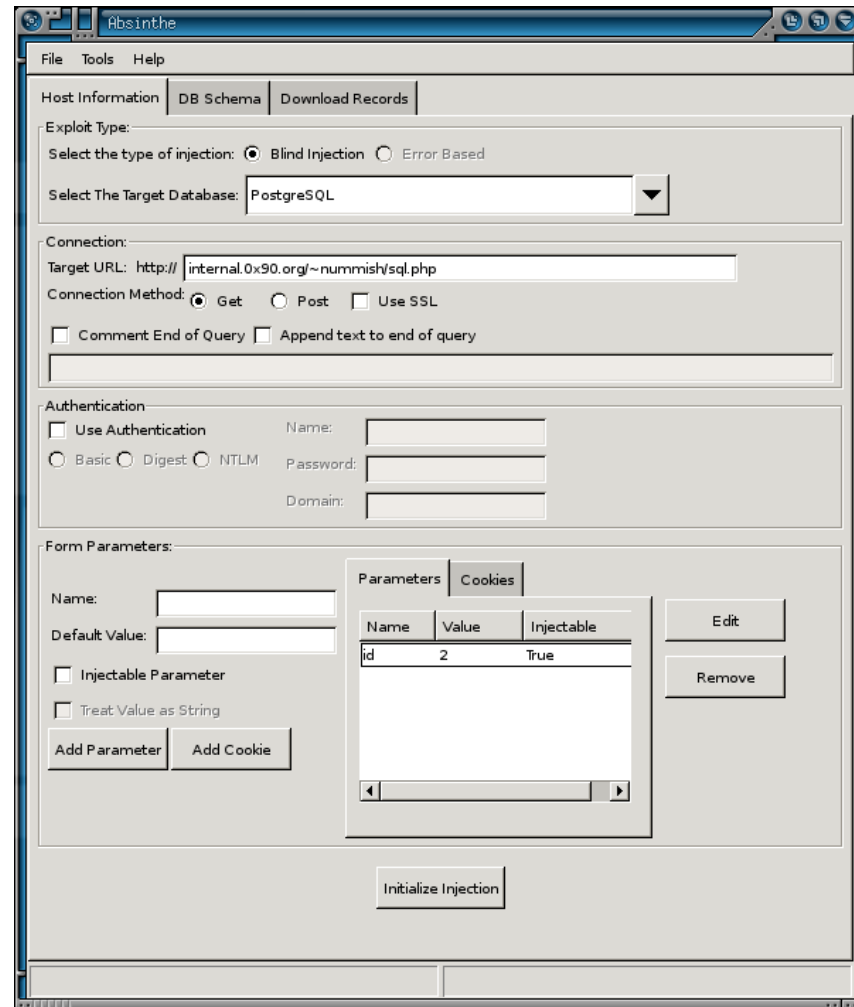 Absinthe
File Tools Help
Host Information DB Schema Download Records
Exploit Type:
Select the type of injection: Blind Injection Error Based
Select The Target Database: PostgreSQL
Connection:
Target URL: http:// internal.0x90.org/~nummish/sql.php
Connection Method: Get Post Use SSL
Comment End of Query Append text to end of query
Authentication
Use Authentication Name:
Basic Digest NTLM Password:
Domain:
Form Parameters:
Parameters Cookies
Name:
Name Value Injectable Edit
Default Value:
id 2 True
Injectable Parameter Remove
Treat Value as String
Add Parameter Add Cookie
Initialize Injection